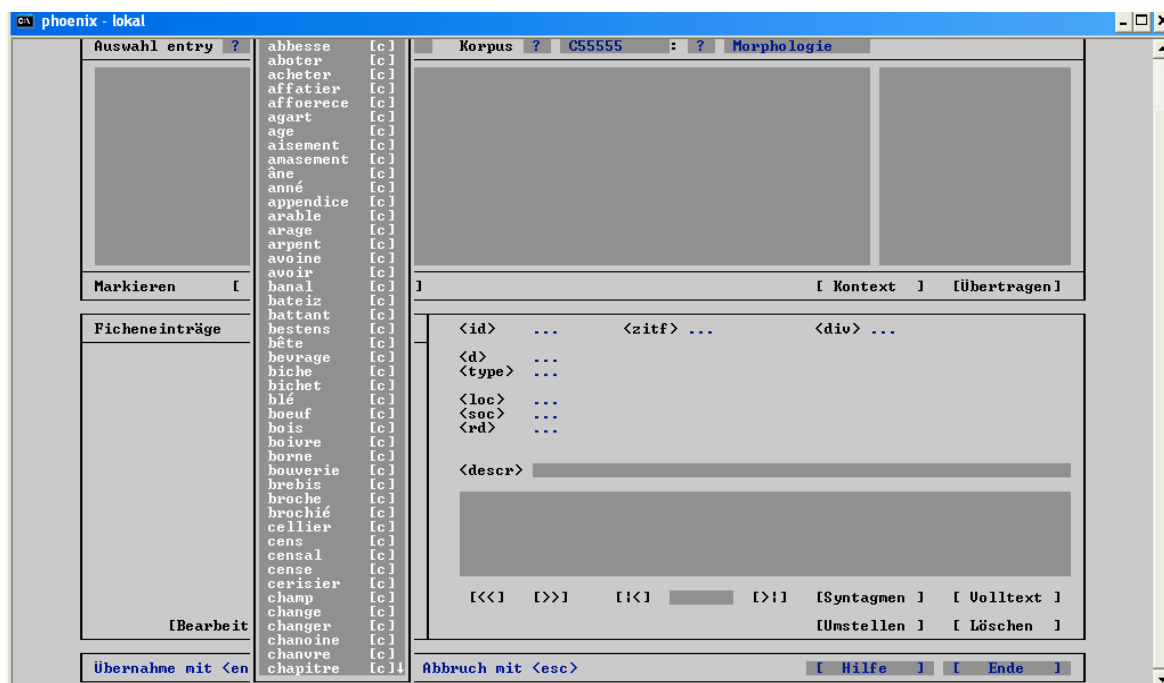 phoenix - lokal
Auswahl entry ? abbesse [c] Korpus ? C55555 : ? Morphologie
aboter [c]
acheter [c]
affatier [c]
affoerece [c]
agart [c]
age [c]
aisement [c]
amasement [c]
âne [c]
anné [c]
appendice [c]
arable [c]
arage [c]
arpent [c]
avoine [c]
avoir [c]
Markieren [ banal [c] ] [ Kontext ] [Übertragen]
bateiz [c]
battant [c]
Ficheneinträge bestens [c] <id> ... <zitf> ... <div> ...
bête [c]
bevrage [c] <d> ...
biche [c] <type> ...
bichet [c]
blé [c] <loc> ...
boeuf [c] <soc> ...
bois [c] <rd> ...
boivre [c]
borne [c]
bouverie [c] <descr>
brebis [c]
broche [c]
brochié [c]
cellier [c]
cens [c]
censal [c]
cense [c]
cerisier [c]
champ [c] [<<] [>>] [¦<] [>¦] [Syntagmen ] [ Volltext ]
change [c]
[Bearbeit changer [c] [Umstellen ] [ Löschen ]
chanoine [c]
chanvre [c]
Übernahme mit <en chapitre [c]↓ Abbruch mit <esc> [ Hilfe ] [ Ende ]